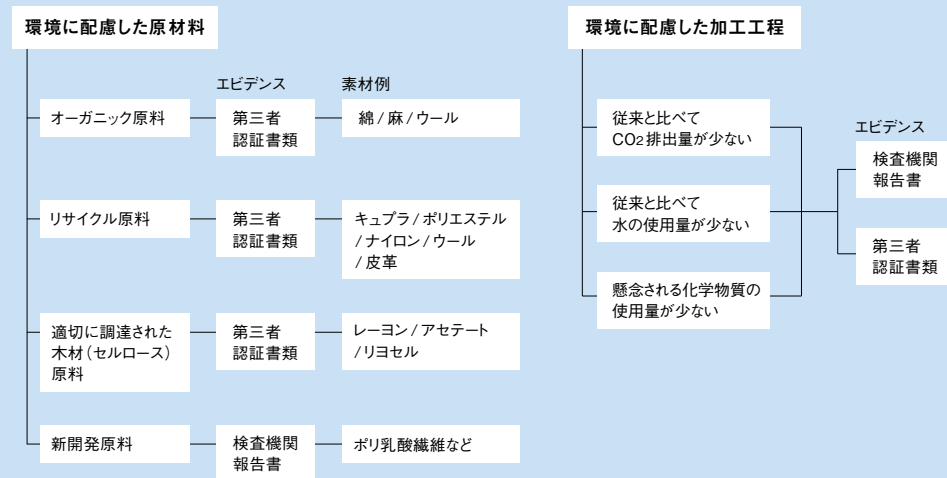 環境に配慮した原材料
エビデンス
素材例
オーガニック原料
第三者
認証書類
綿/麻/ウール
リサイクル原料
第三者
認証書類
キュプラ/ポリエステル
/ナイロン/ウール
/皮革
適切に調達された
木材(セルロース)
原料
第三者
認証書類
レーヨン/アセテート
/リヨセル
新開発原料
検査機関
報告書
ポリ乳酸繊維など
環境に配慮した加工工程
従来と比べて
CO2排出量が少ない
従来と比べて
水の使用量が少ない
懸念される化学物質の
使用量が少ない
エビデンス
検査機関
報告書
第三者
認証書類